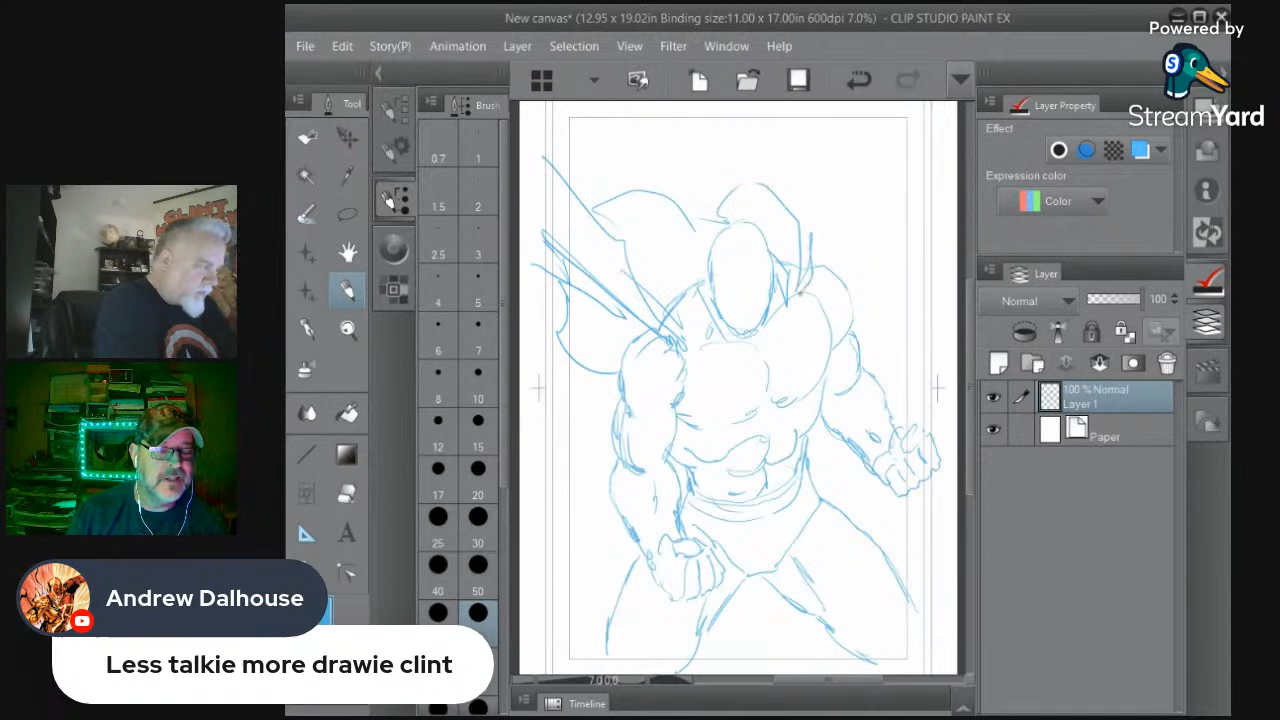 New canvas* (12.95 x 19.02in Binding size:11.00 x 17.00in 600dpi 7.0%) - CLIP STUDIO PAINT EX
Powered by
StreamYard
File Edit Story(P) Animation Layer Selection View Filter Window Help
Tool
Brush
Layer Property
Effect
Expression color
Color
Layer
Normal 100
100 % Normal
Layer 1
Paper
0.7 1
1.5 2
2.5 3
4 5
6 7
8 10
12 15
17 20
25 30
40 50
Timeline
Andrew Dalhouse
Less talkie more drawie clint